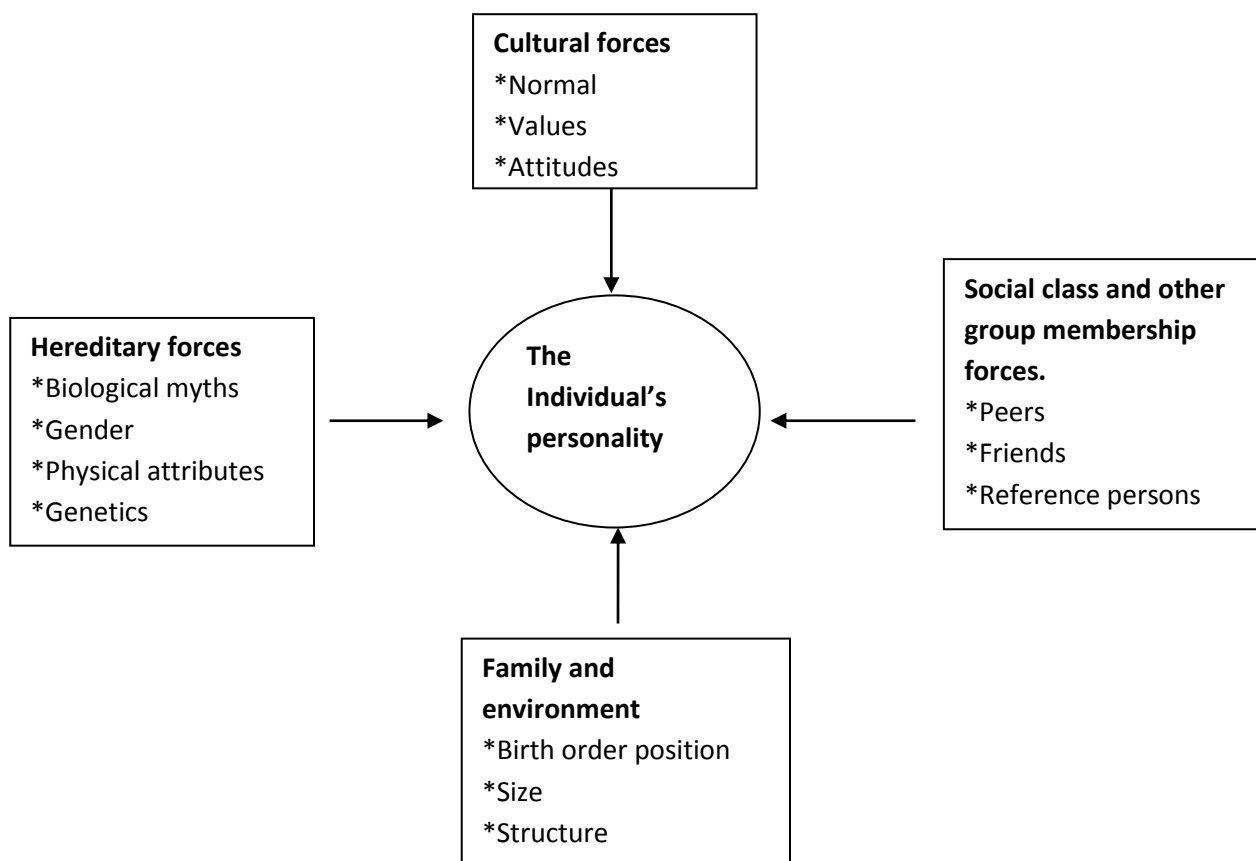 Cultural forces
*Normal
*Values
*Attitudes
Hereditary forces
*Biological myths
*Gender
*Physical attributes
*Genetics
The
Individual’s
personality
Social class and other
group membership
forces.
*Peers
*Friends
*Reference persons
Family and
environment
*Birth order position
*Size
*Structure